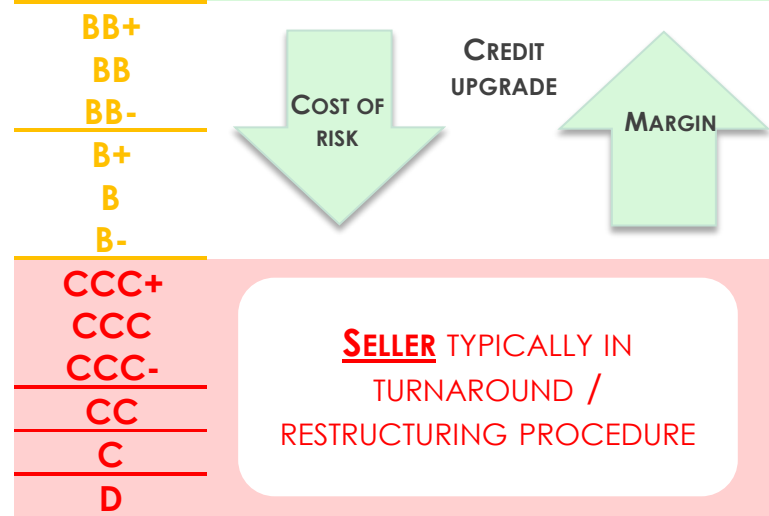 BB+
BB
BB-
B+
B
B-
CCC+
CCC
CCC-
CC
C
D
COST OF
RISK
CREDIT
UPGRADE
MARGIN
SELLER TYPICALLY IN
TURNAROUND /
RESTRUCTURING PROCEDURE